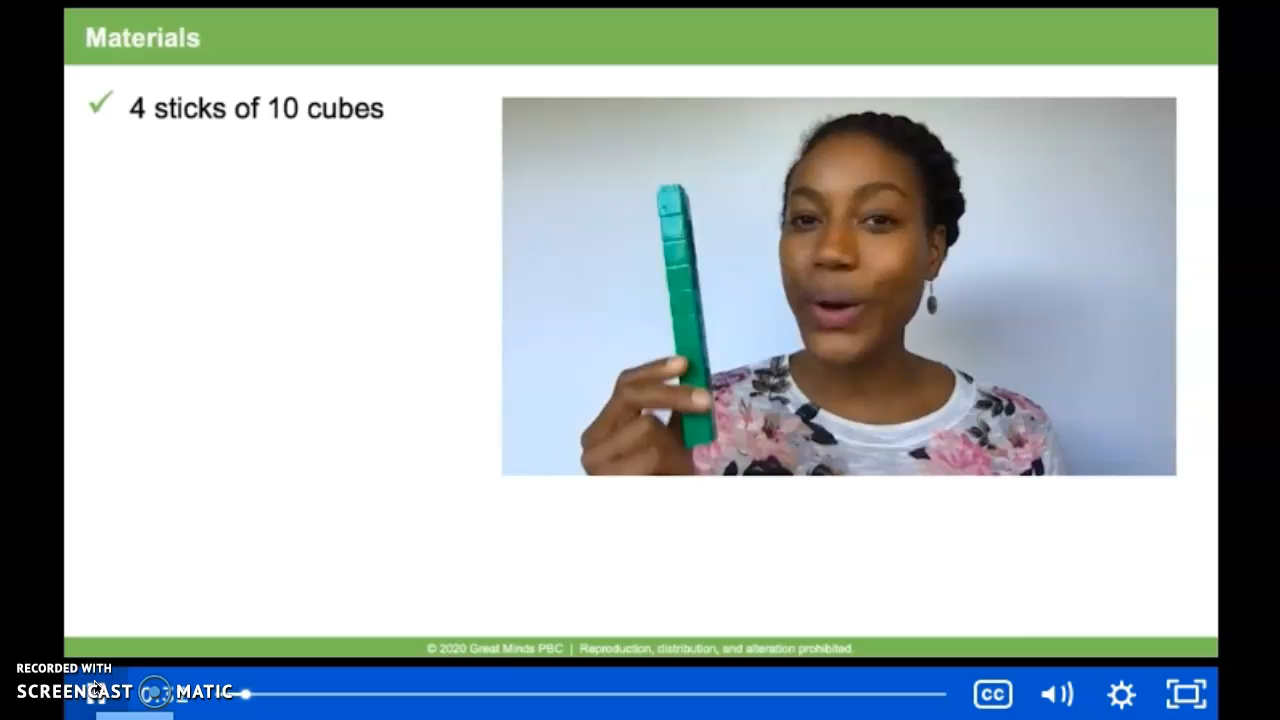 Materials
✓ 4 sticks of 10 cubes
© 2020 Great Minds PBC | Reproduction, distribution, and alteration prohibited.
RECORDED WITH
SCREENCAST MATIC
CC